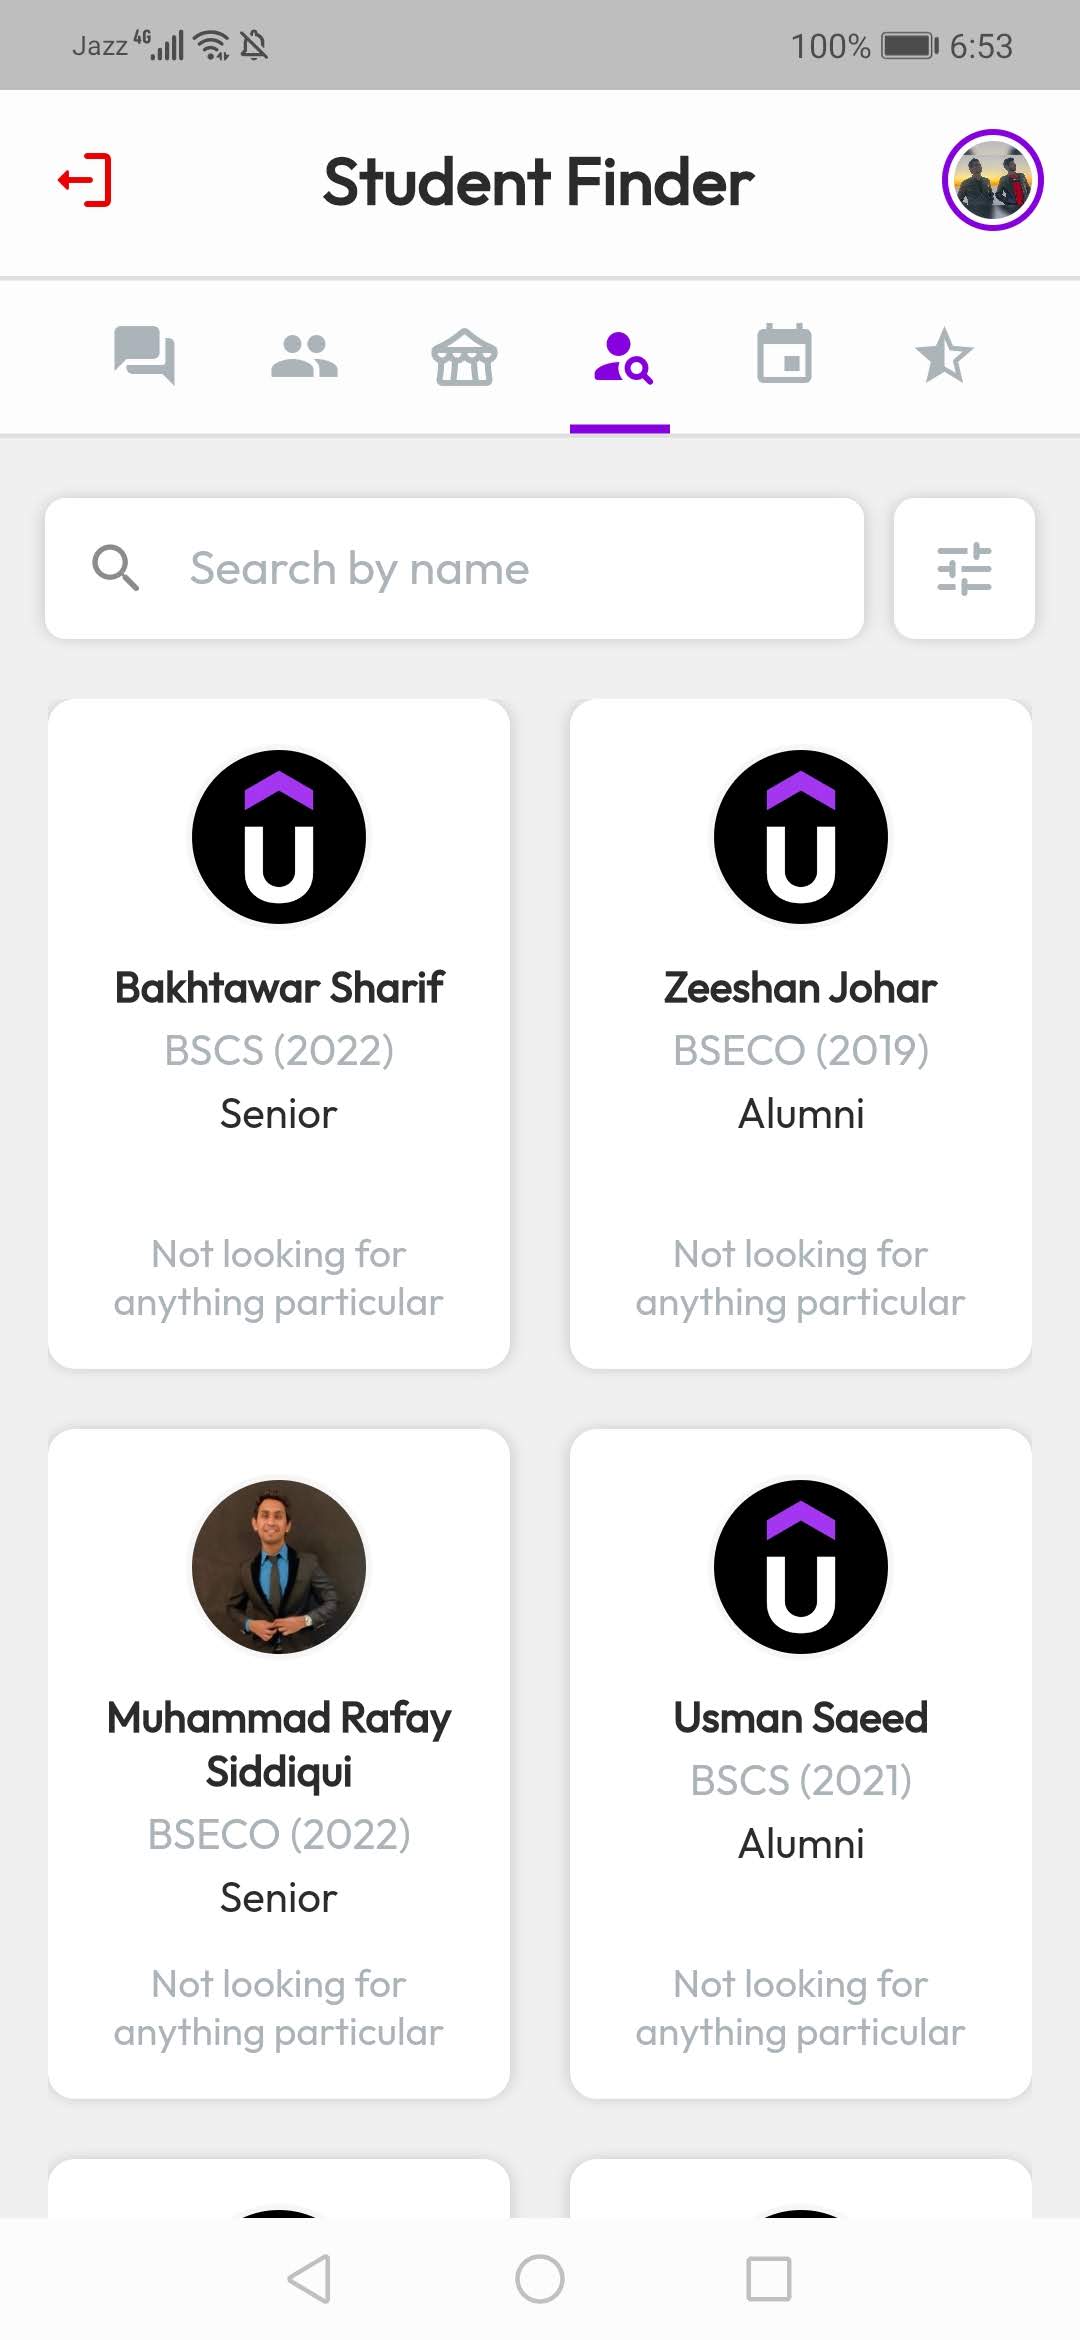 Jazz 4G 100% 6:53
Student Finder
Search by name
Bakhtawar Sharif
BSCS (2022)
Senior
Not looking for
anything particular
Zeeshan Johar
BSECO (2019)
Alumni
Not looking for
anything particular
Muhammad Rafay
Siddiqui
BSECO (2022)
Senior
Not looking for
anything particular
Usman Saeed
BSCS (2021)
Alumni
Not looking for
anything particular